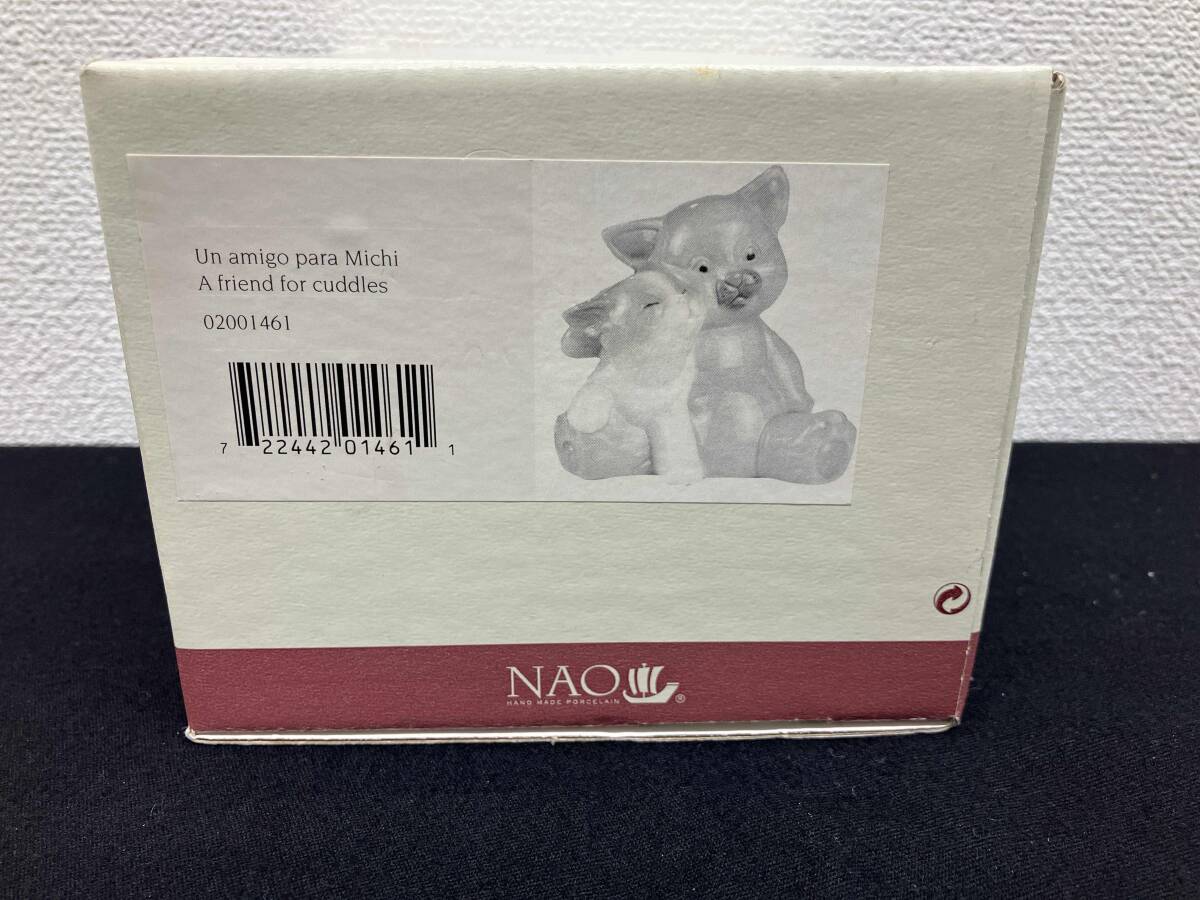 Un amigo para Michi
A friend for cuddles
02001461
7 22442 01461 1
NAO
HAND MADE PORCELAIN ®